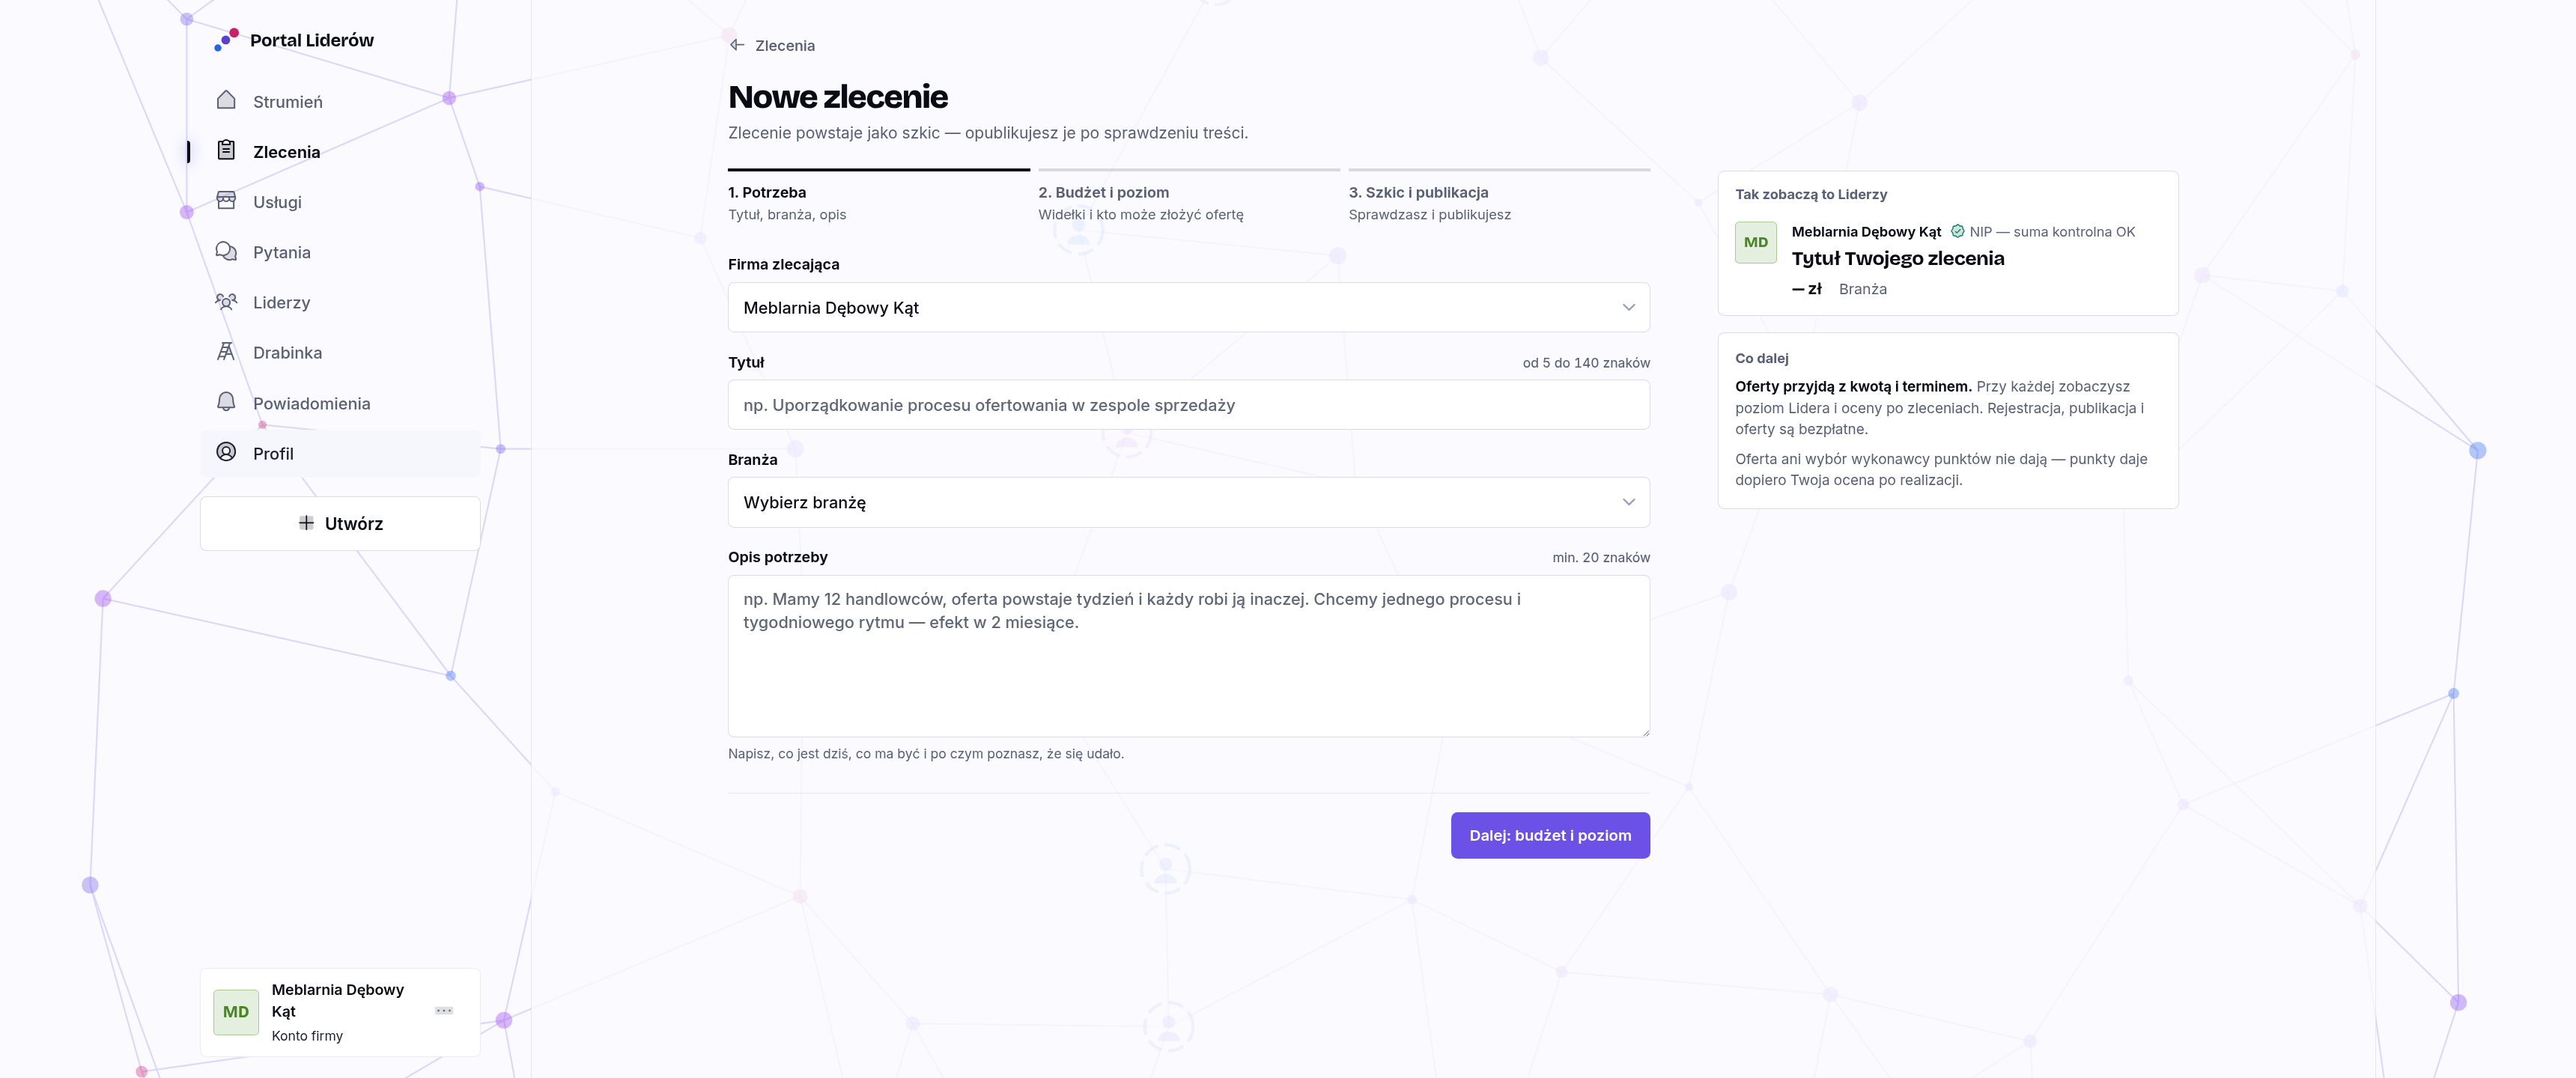 Portal Liderów
Strumień
Zlecenia
Usługi
Pytania
Liderzy
Drabinka
Powiadomienia
Profil
Utwórz
MD
Meblarnia Dębowy
Kąt
Konto firmy
Zlecenia
Nowe zlecenie
Zlecenie powstaje jako szkic — opublikujesz je po sprawdzeniu treści.
1. Potrzeba
Tytuł, branża, opis
2. Budżet i poziom
Widełki i kto może złożyć ofertę
3. Szkic i publikacja
Sprawdzasz i publikujesz
Firma zlecająca
Meblarnia Dębowy Kąt
Tytuł
od 5 do 140 znaków
np. Uporządkowanie procesu ofertowania w zespole sprzedaży
Branża
Wybierz branżę
Opis potrzeby
min. 20 znaków
np. Mamy 12 handlowców, oferta powstaje tydzień i każdy robi ją inaczej. Chcemy jednego procesu i
tygodniowego rytmu — efekt w 2 miesiące.
Napisz, co jest dziś, co ma być i po czym poznasz, że się udało.
Dalej: budżet i poziom
Tak zobaczą to Liderzy
MD
Meblarnia Dębowy Kąt NIP — suma kontrolna OK
Tytuł Twojego zlecenia
— zł Branża
Co dalej
Oferty przyjdą z kwotą i terminem. Przy każdej zobaczysz
poziom Lidera i oceny po zleceniach. Rejestracja, publikacja i
oferty są bezpłatne.
Oferta ani wybór wykonawcy punktów nie dają — punkty daje
dopiero Twoja ocena po realizacji.